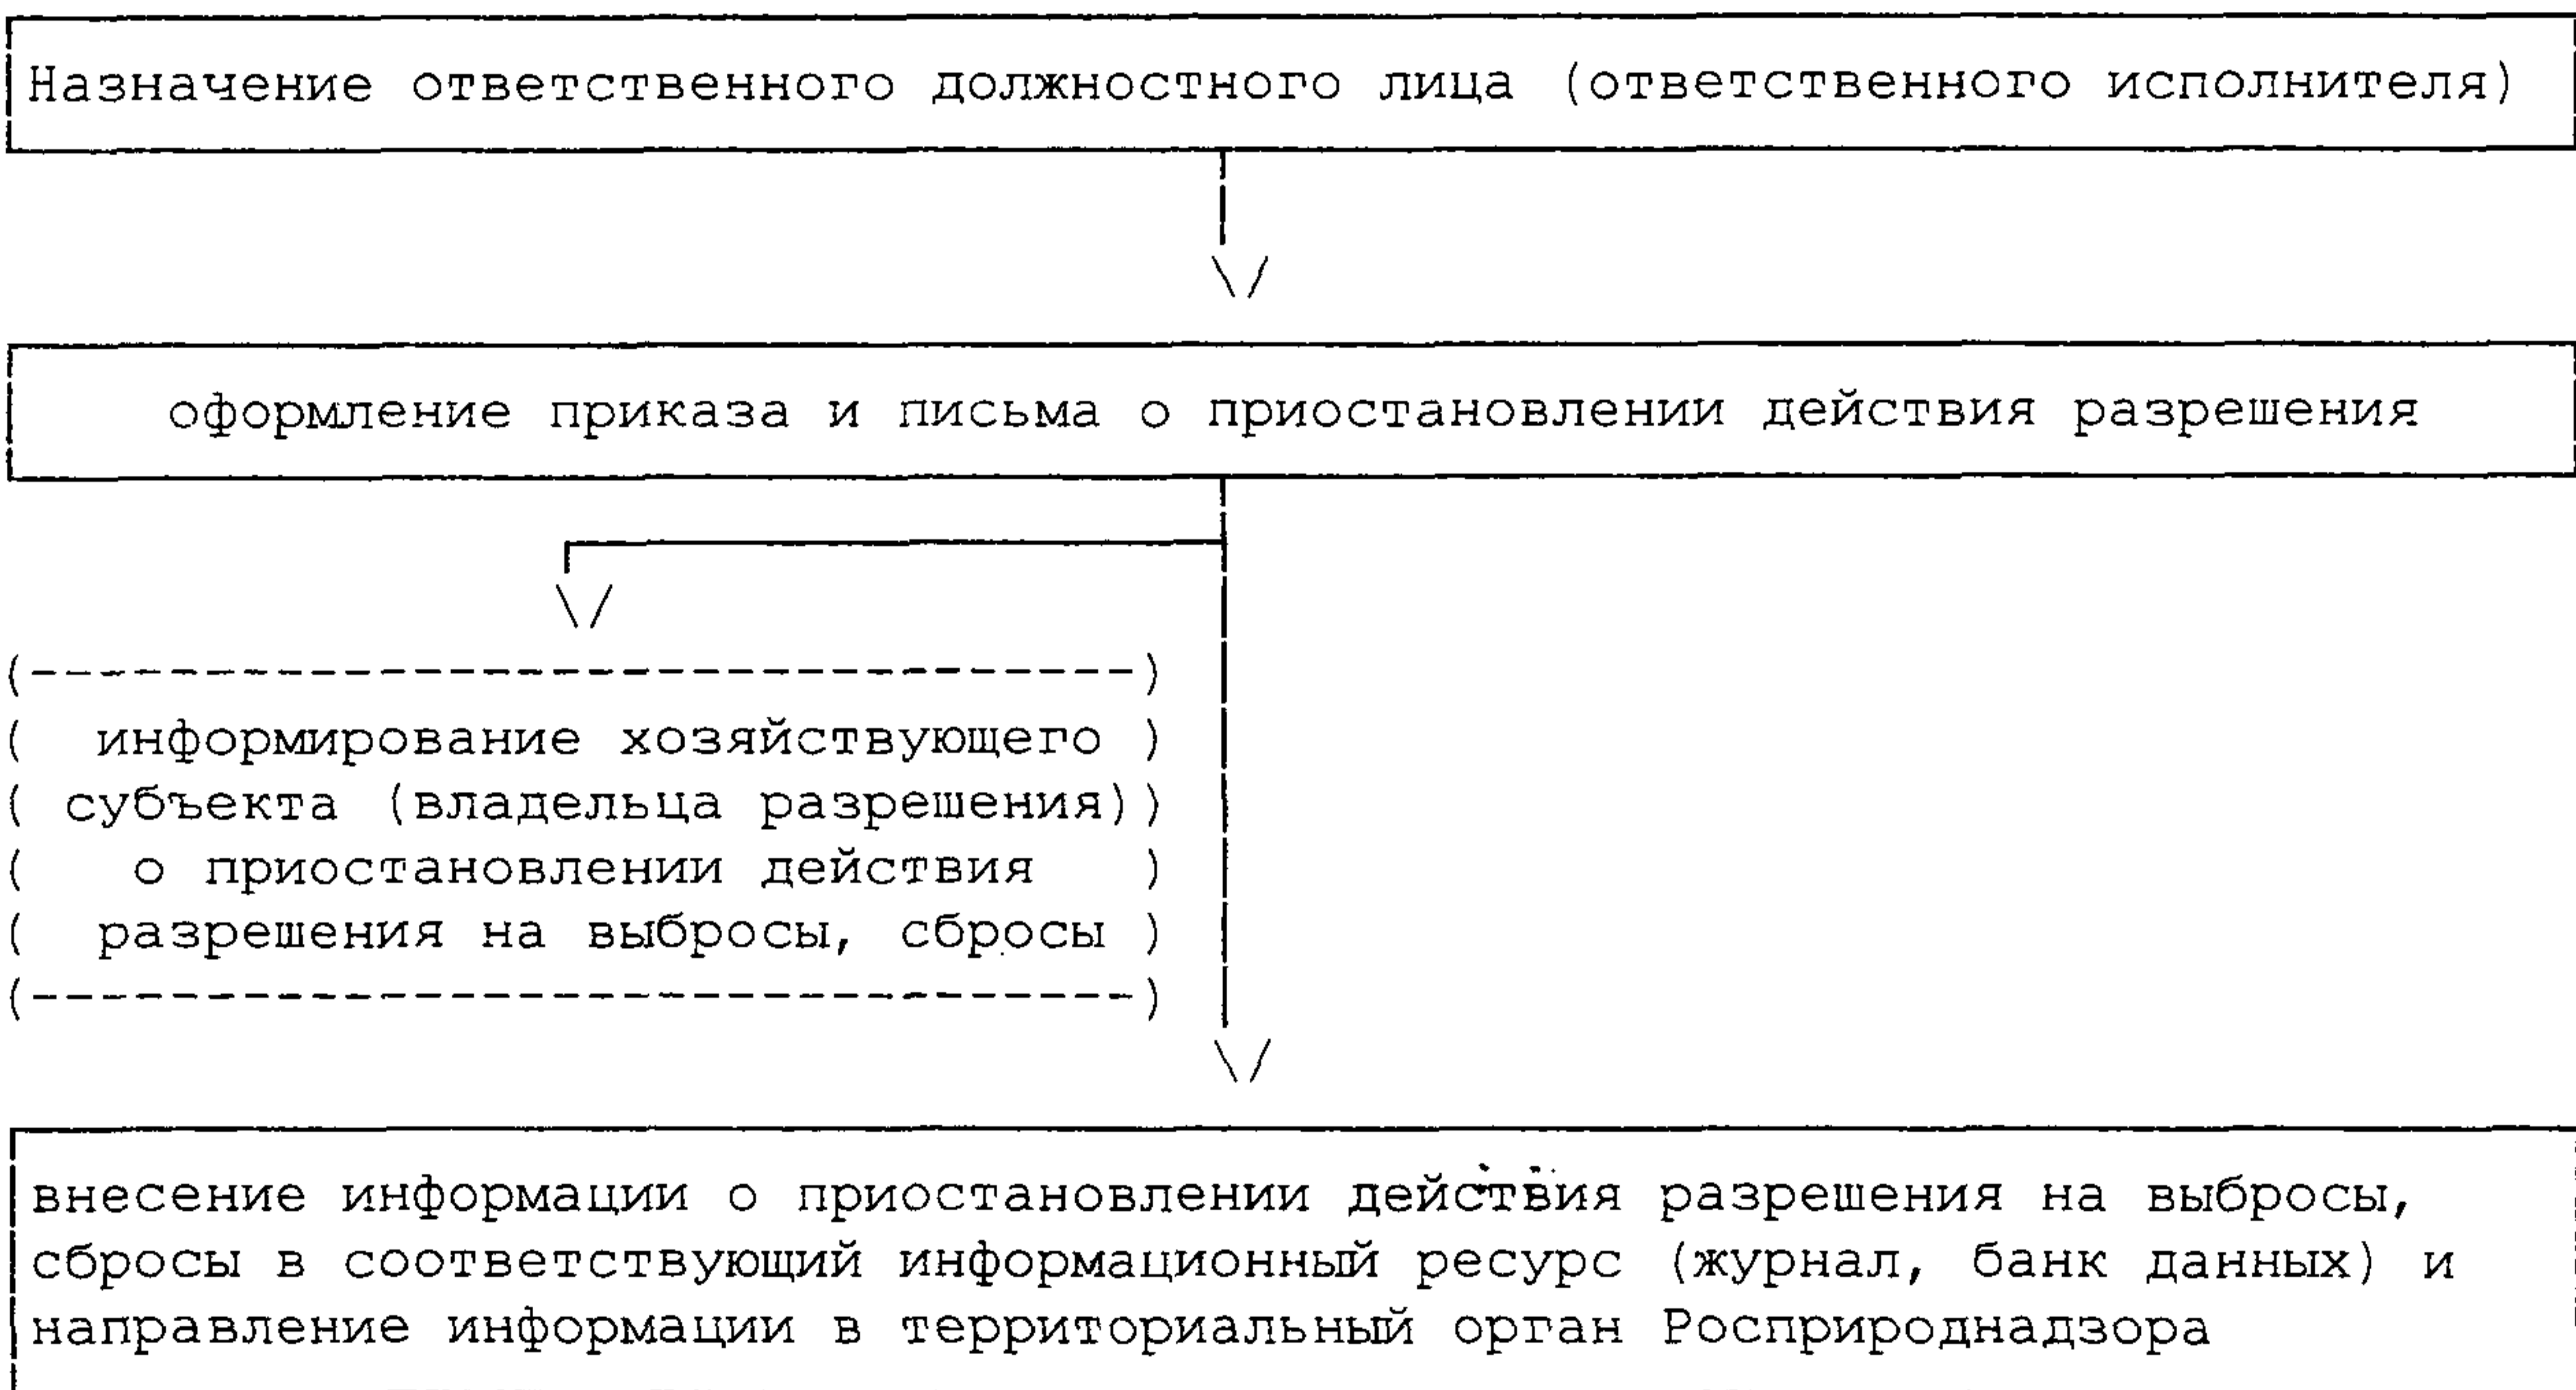 Назначение ответственного должностного лица (ответственного исполнителя)
оформление приказа и письма о приостановлении действия разрешения
информирование хозяйствующего
субъекта (владельца разрешения)
о приостановлении действия
разрешения на выбросы, сбросы
внесение информации о приостановлении действия разрешения на выбросы,
сбросы в соответствующий информационный ресурс (журнал, банк данных) и
направление информации в территориальный орган Росприроднадзора